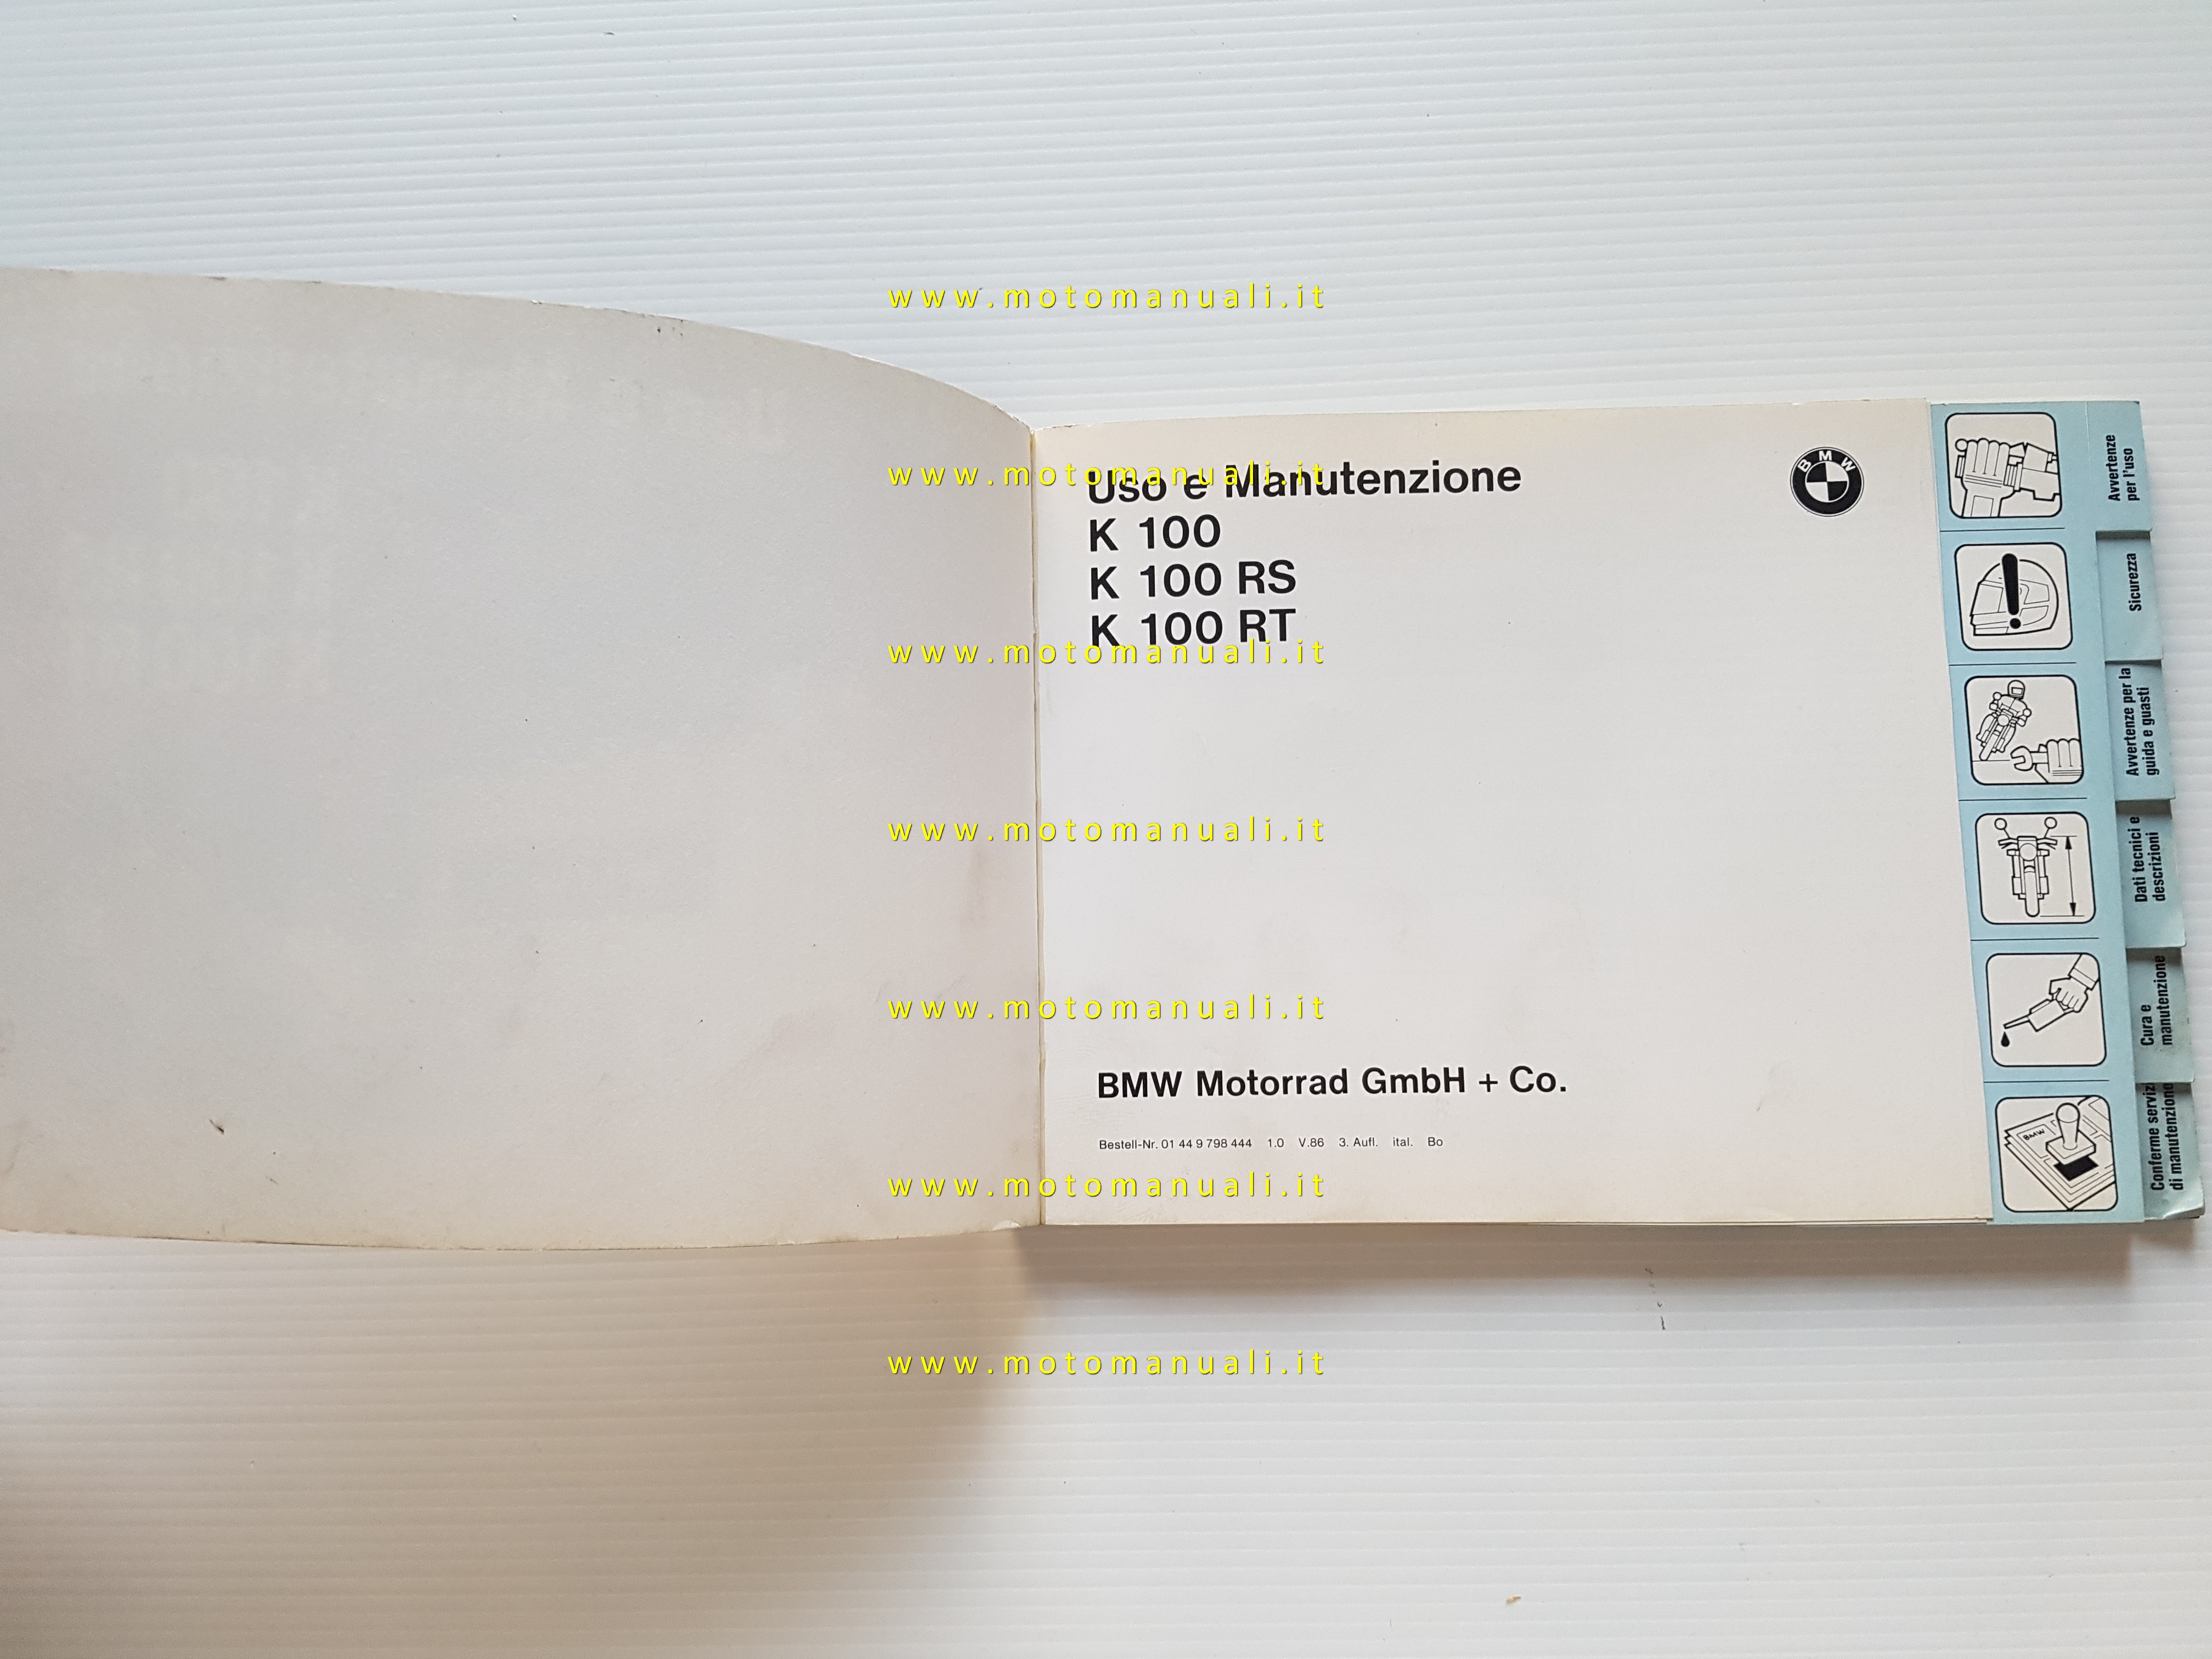 www.motomanuali.it
www.motomanuali.it
Uso e Manutenzione
K 100
K 100 RS
K 100 RT
www.motomanuali.it
www.motomanuali.it
www.motomanuali.it
BMW Motorrad GmbH + Co.
Bestell-Nr. 01 44 9 798 444 1.0 V.86 3. Aufl. ital. Bo
www.motomanuali.it
www.motomanuali.it
BMW
Avvertenze
per l'uso
Sicurezza
Avvertenze per la
guida e guasti
Dati tecnici e
descrizioni
Cura e
manutenzione
BMW
Conferme servizi
di manutenzione